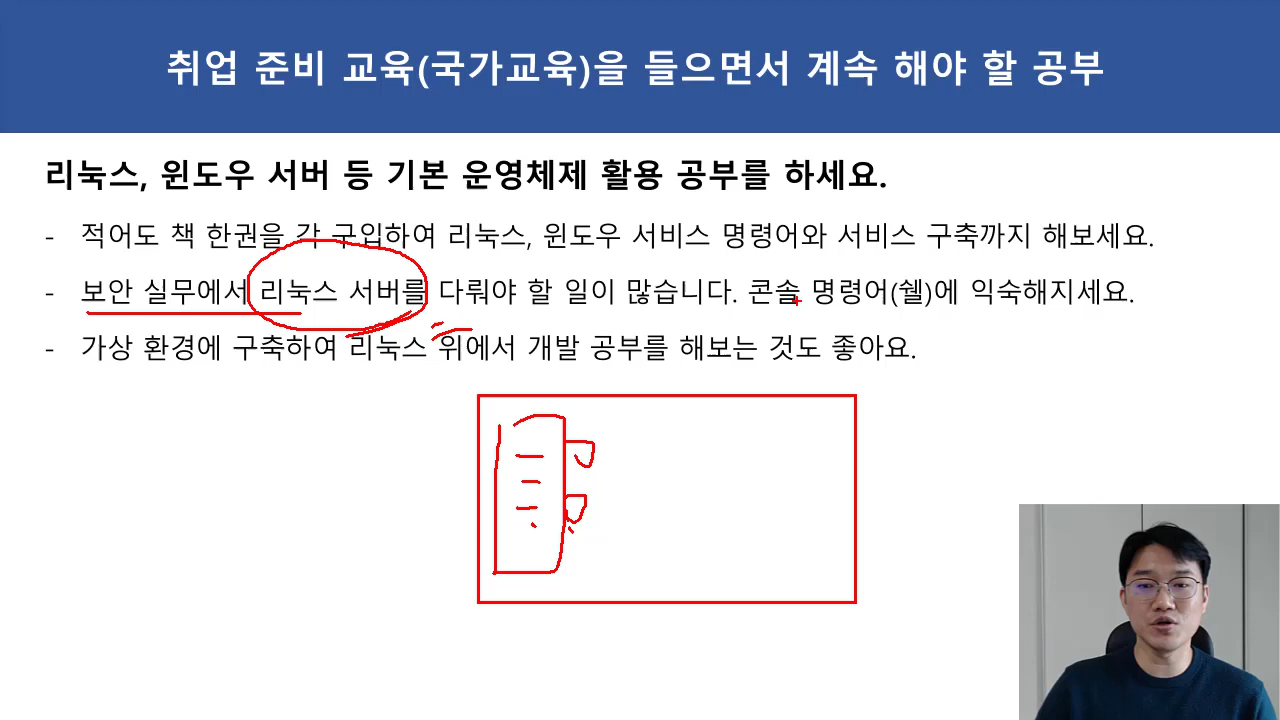 취업 준비 교육(국가교육)을 들으면서 계속 해야 할 공부
리눅스, 윈도우 서버 등 기본 운영체제 활용 공부를 하세요.
- 적어도 책 한권을 각 구입하여 리눅스, 윈도우 서비스 명령어와 서비스 구축까지 해보세요.
- 보안 실무에서 리눅스 서버를 다뤄야 할 일이 많습니다. 콘솔 명령어(쉘)에 익숙해지세요.
- 가상 환경에 구축하여 리눅스 위에서 개발 공부를 해보는 것도 좋아요.